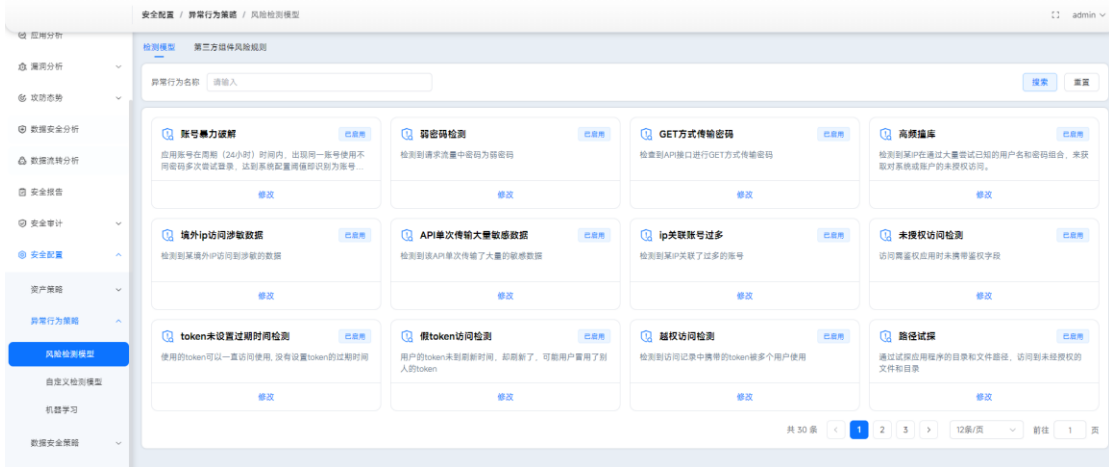 安全配置 / 异常行为策略 / 风险检测模型
admin
应用分析
漏洞分析
攻防态势
数据安全分析
数据流转分析
安全报告
安全审计
安全配置
资产策略
异常行为策略
风险检测模型
自定义检测模型
机器学习
数据安全策略
检测模型 第三方组件风险规则
异常行为名称 请输入 搜索 重置
账号暴力破解 已启用
应用账号在周期（24小时）时间内，出现同一账号使用不
同密码多次尝试登录，达到系统配置阈值即识别为账号...
修改
弱密码检测 已启用
检测到请求流量中密码为弱密码
修改
GET方式传输密码 已启用
检查到API接口进行GET方式传输密码
修改
高频撞库 已启用
检测到某IP在通过大量尝试已知的用户名和密码组合，来获
取对系统或账户的未授权访问。
修改
境外ip访问涉敏数据 已启用
检测到某境外IP访问到涉敏的数据
修改
API单次传输大量敏感数据 已启用
检测到该API单次传输了大量的敏感数据
修改
ip关联账号过多 已启用
检测到某IP关联了过多的账号
修改
未授权访问检测 已启用
访问需鉴权应用时未携带鉴权字段
修改
token未设置过期时间检测 已启用
使用的token可以一直访问使用, 没有设置token的过期时间
修改
假token访问检测 已启用
用户的token未到刷新时间，却刷新了，可能用户冒用了别
人的token
修改
越权访问检测 已启用
检测到访问记录中携带的token被多个用户使用
修改
路径试探 已启用
通过试探应用程序的目录和文件路径，访问到未经授权的
文件和目录
修改
共 30 条 < 1 2 3 > 12条/页 前往 1 页